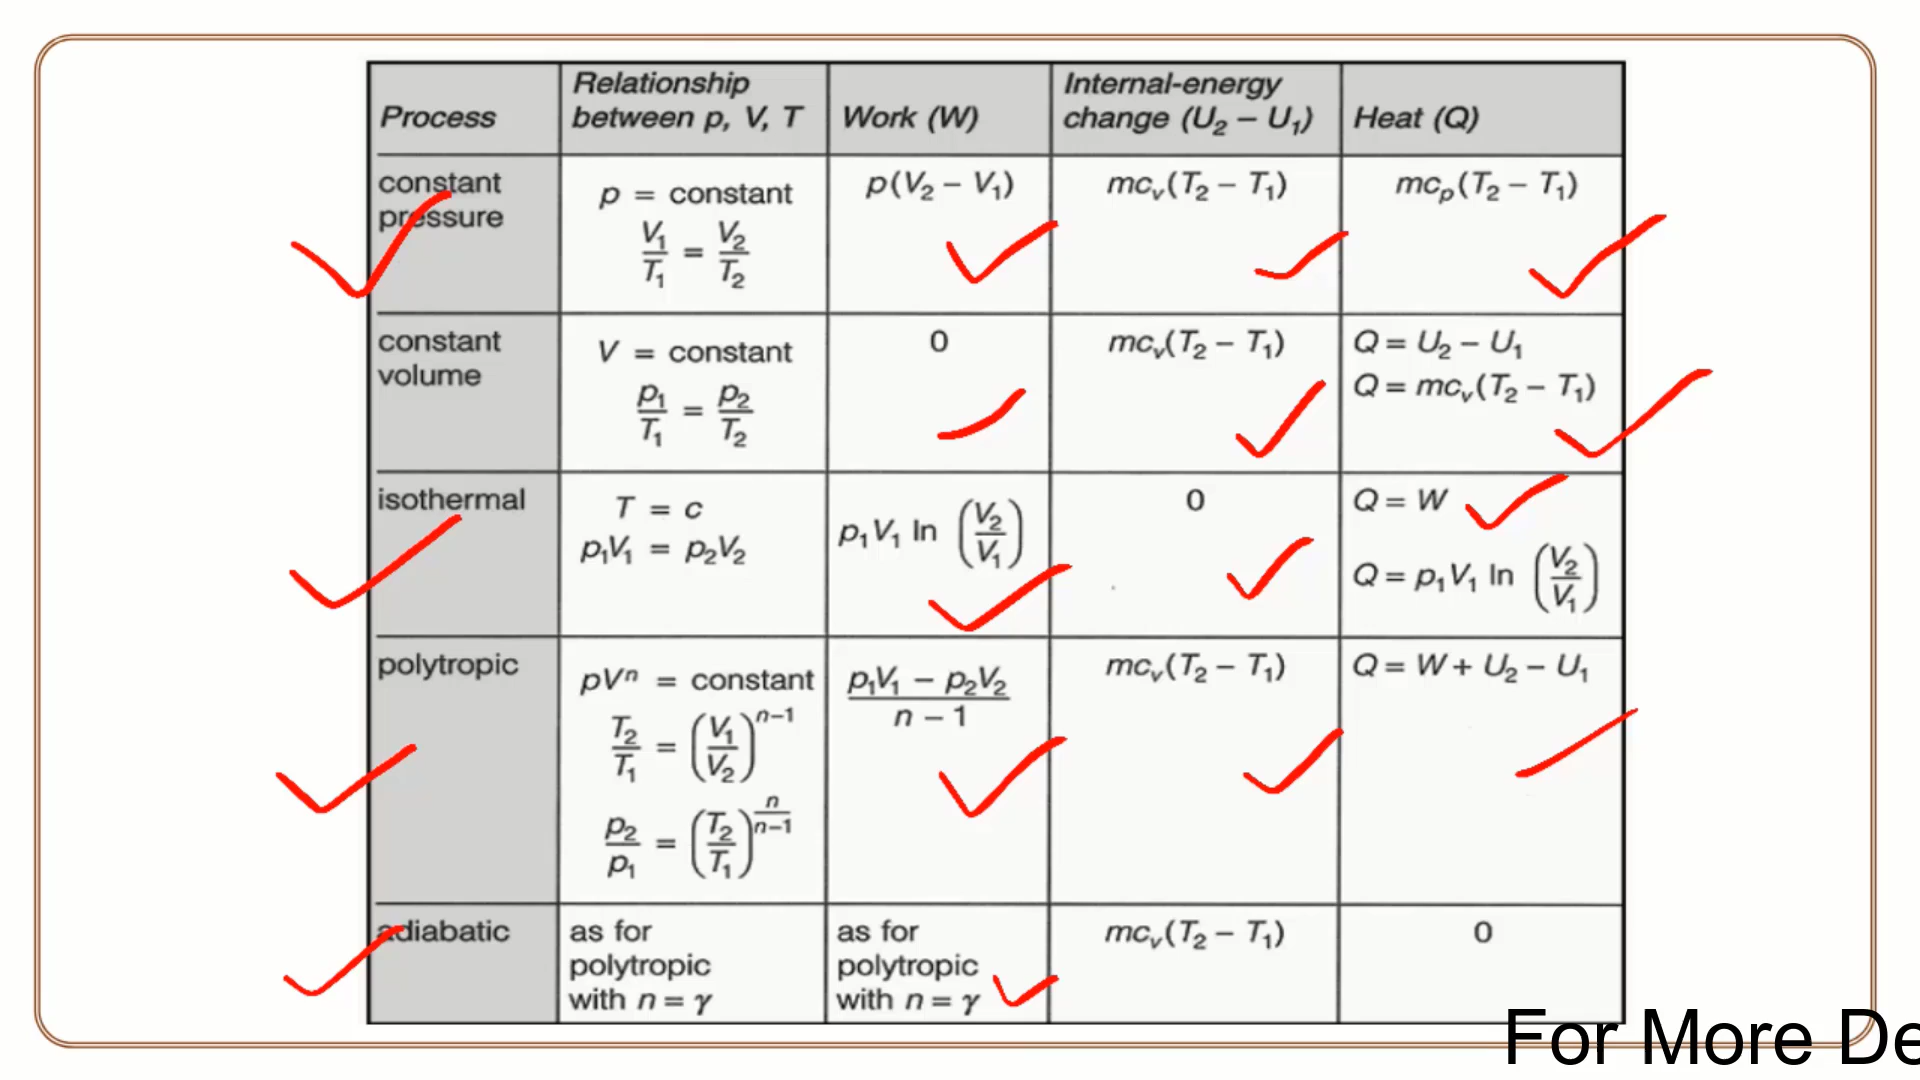 Process
Relationship
between p, V, T
Work (W)
Internal-energy
change (U₂ – U₁)
Heat (Q)
constant
pressure
p = constant
V₁/T₁ = V₂/T₂
p(V₂ – V₁)
mcᵥ(T₂ – T₁)
mcₚ(T₂ – T₁)
constant
volume
V = constant
p₁/T₁ = p₂/T₂
0
mcᵥ(T₂ – T₁)
Q = U₂ – U₁
Q = mcᵥ(T₂ – T₁)
isothermal
T = c
p₁V₁ = p₂V₂
p₁V₁ ln (V₂/V₁)
0
Q = W
Q = p₁V₁ ln (V₂/V₁)
polytropic
pVⁿ = constant
T₂/T₁ = (V₁/V₂)ⁿ⁻¹
p₂/p₁ = (T₂/T₁)^(n/(n–1))
p₁V₁ – p₂V₂
n – 1
mcᵥ(T₂ – T₁)
Q = W + U₂ – U₁
adiabatic
as for
polytropic
with n = γ
as for
polytropic
with n = γ
mcᵥ(T₂ – T₁)
0
For More De